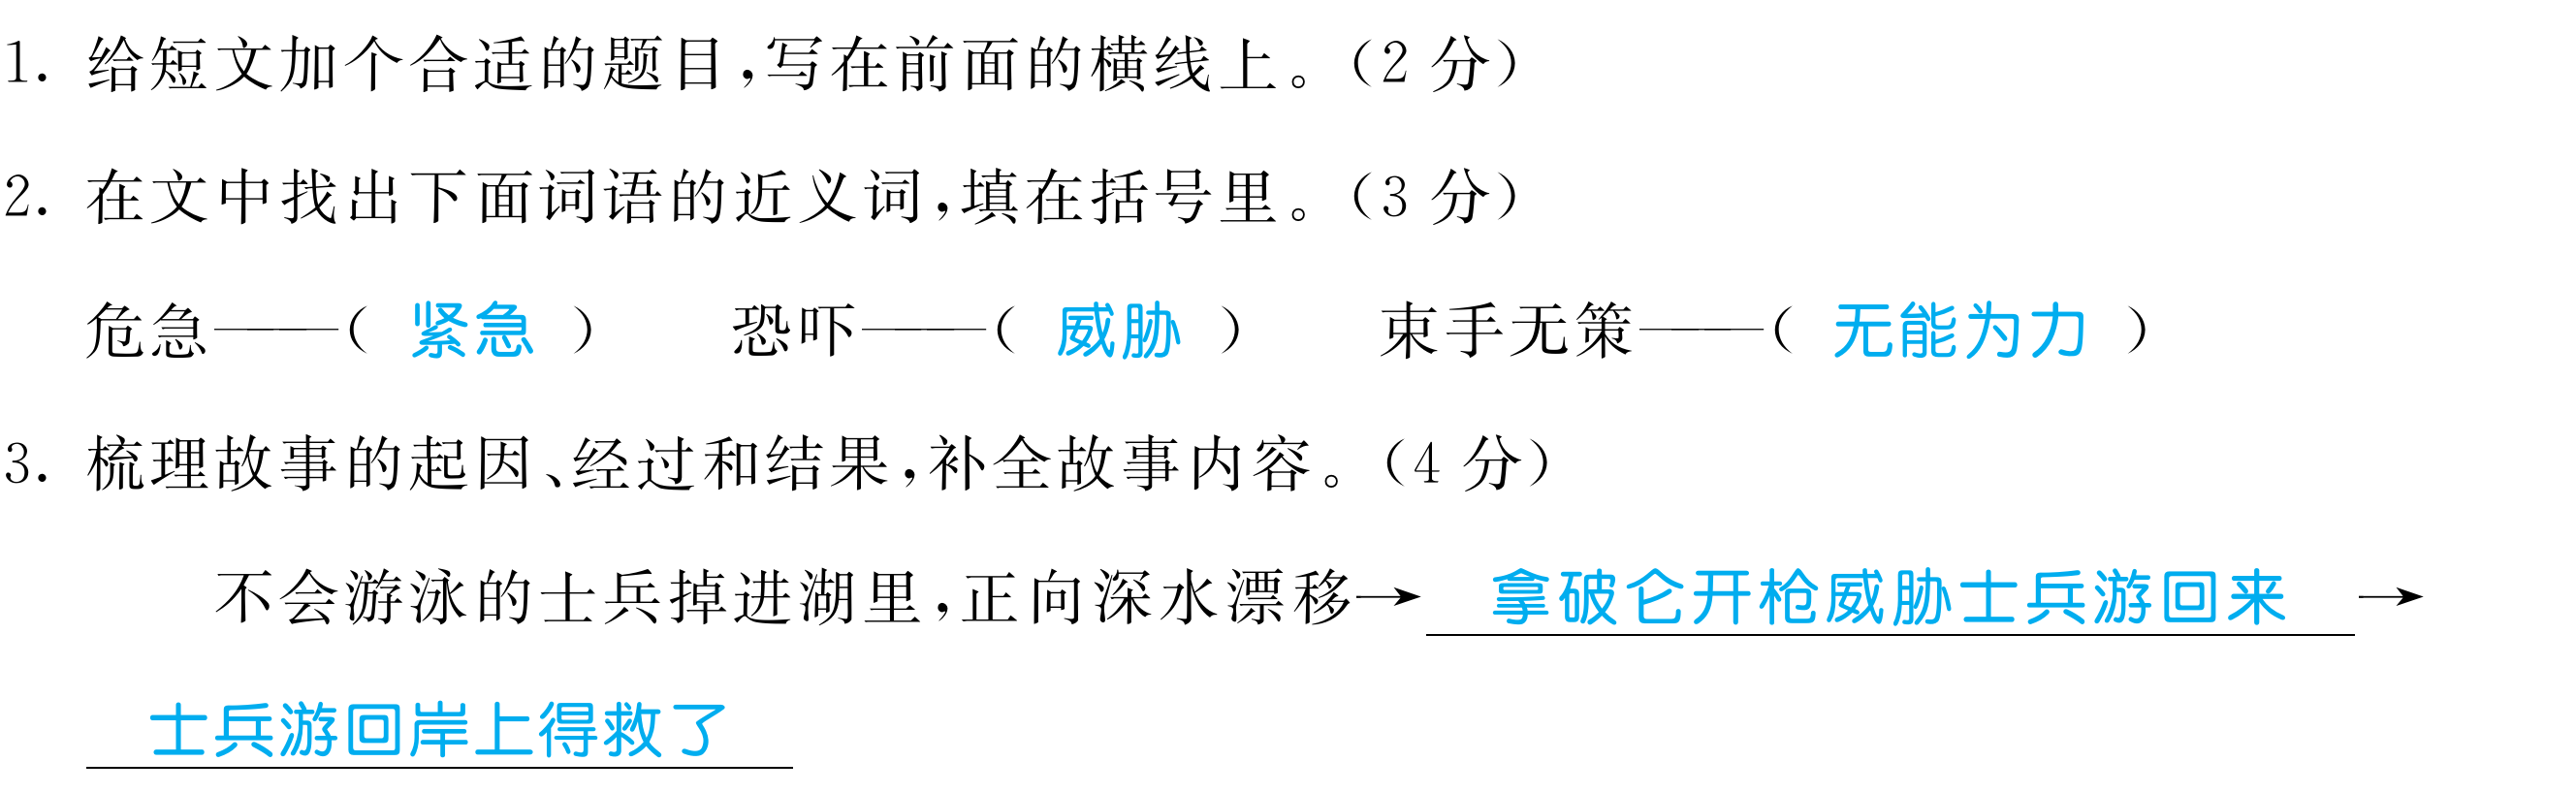 1. 给短文加个合适的题目,写在前面的横线上。(2 分)
2. 在文中找出下面词语的近义词,填在括号里。(3 分)
危急——( 紧急 ) 恐吓——( 威胁 ) 束手无策——( 无能为力 )
3. 梳理故事的起因、经过和结果,补全故事内容。(4 分)
不会游泳的士兵掉进湖里,正向深水漂移→ 拿破仑开枪威胁士兵游回来 →
士兵游回岸上得救了